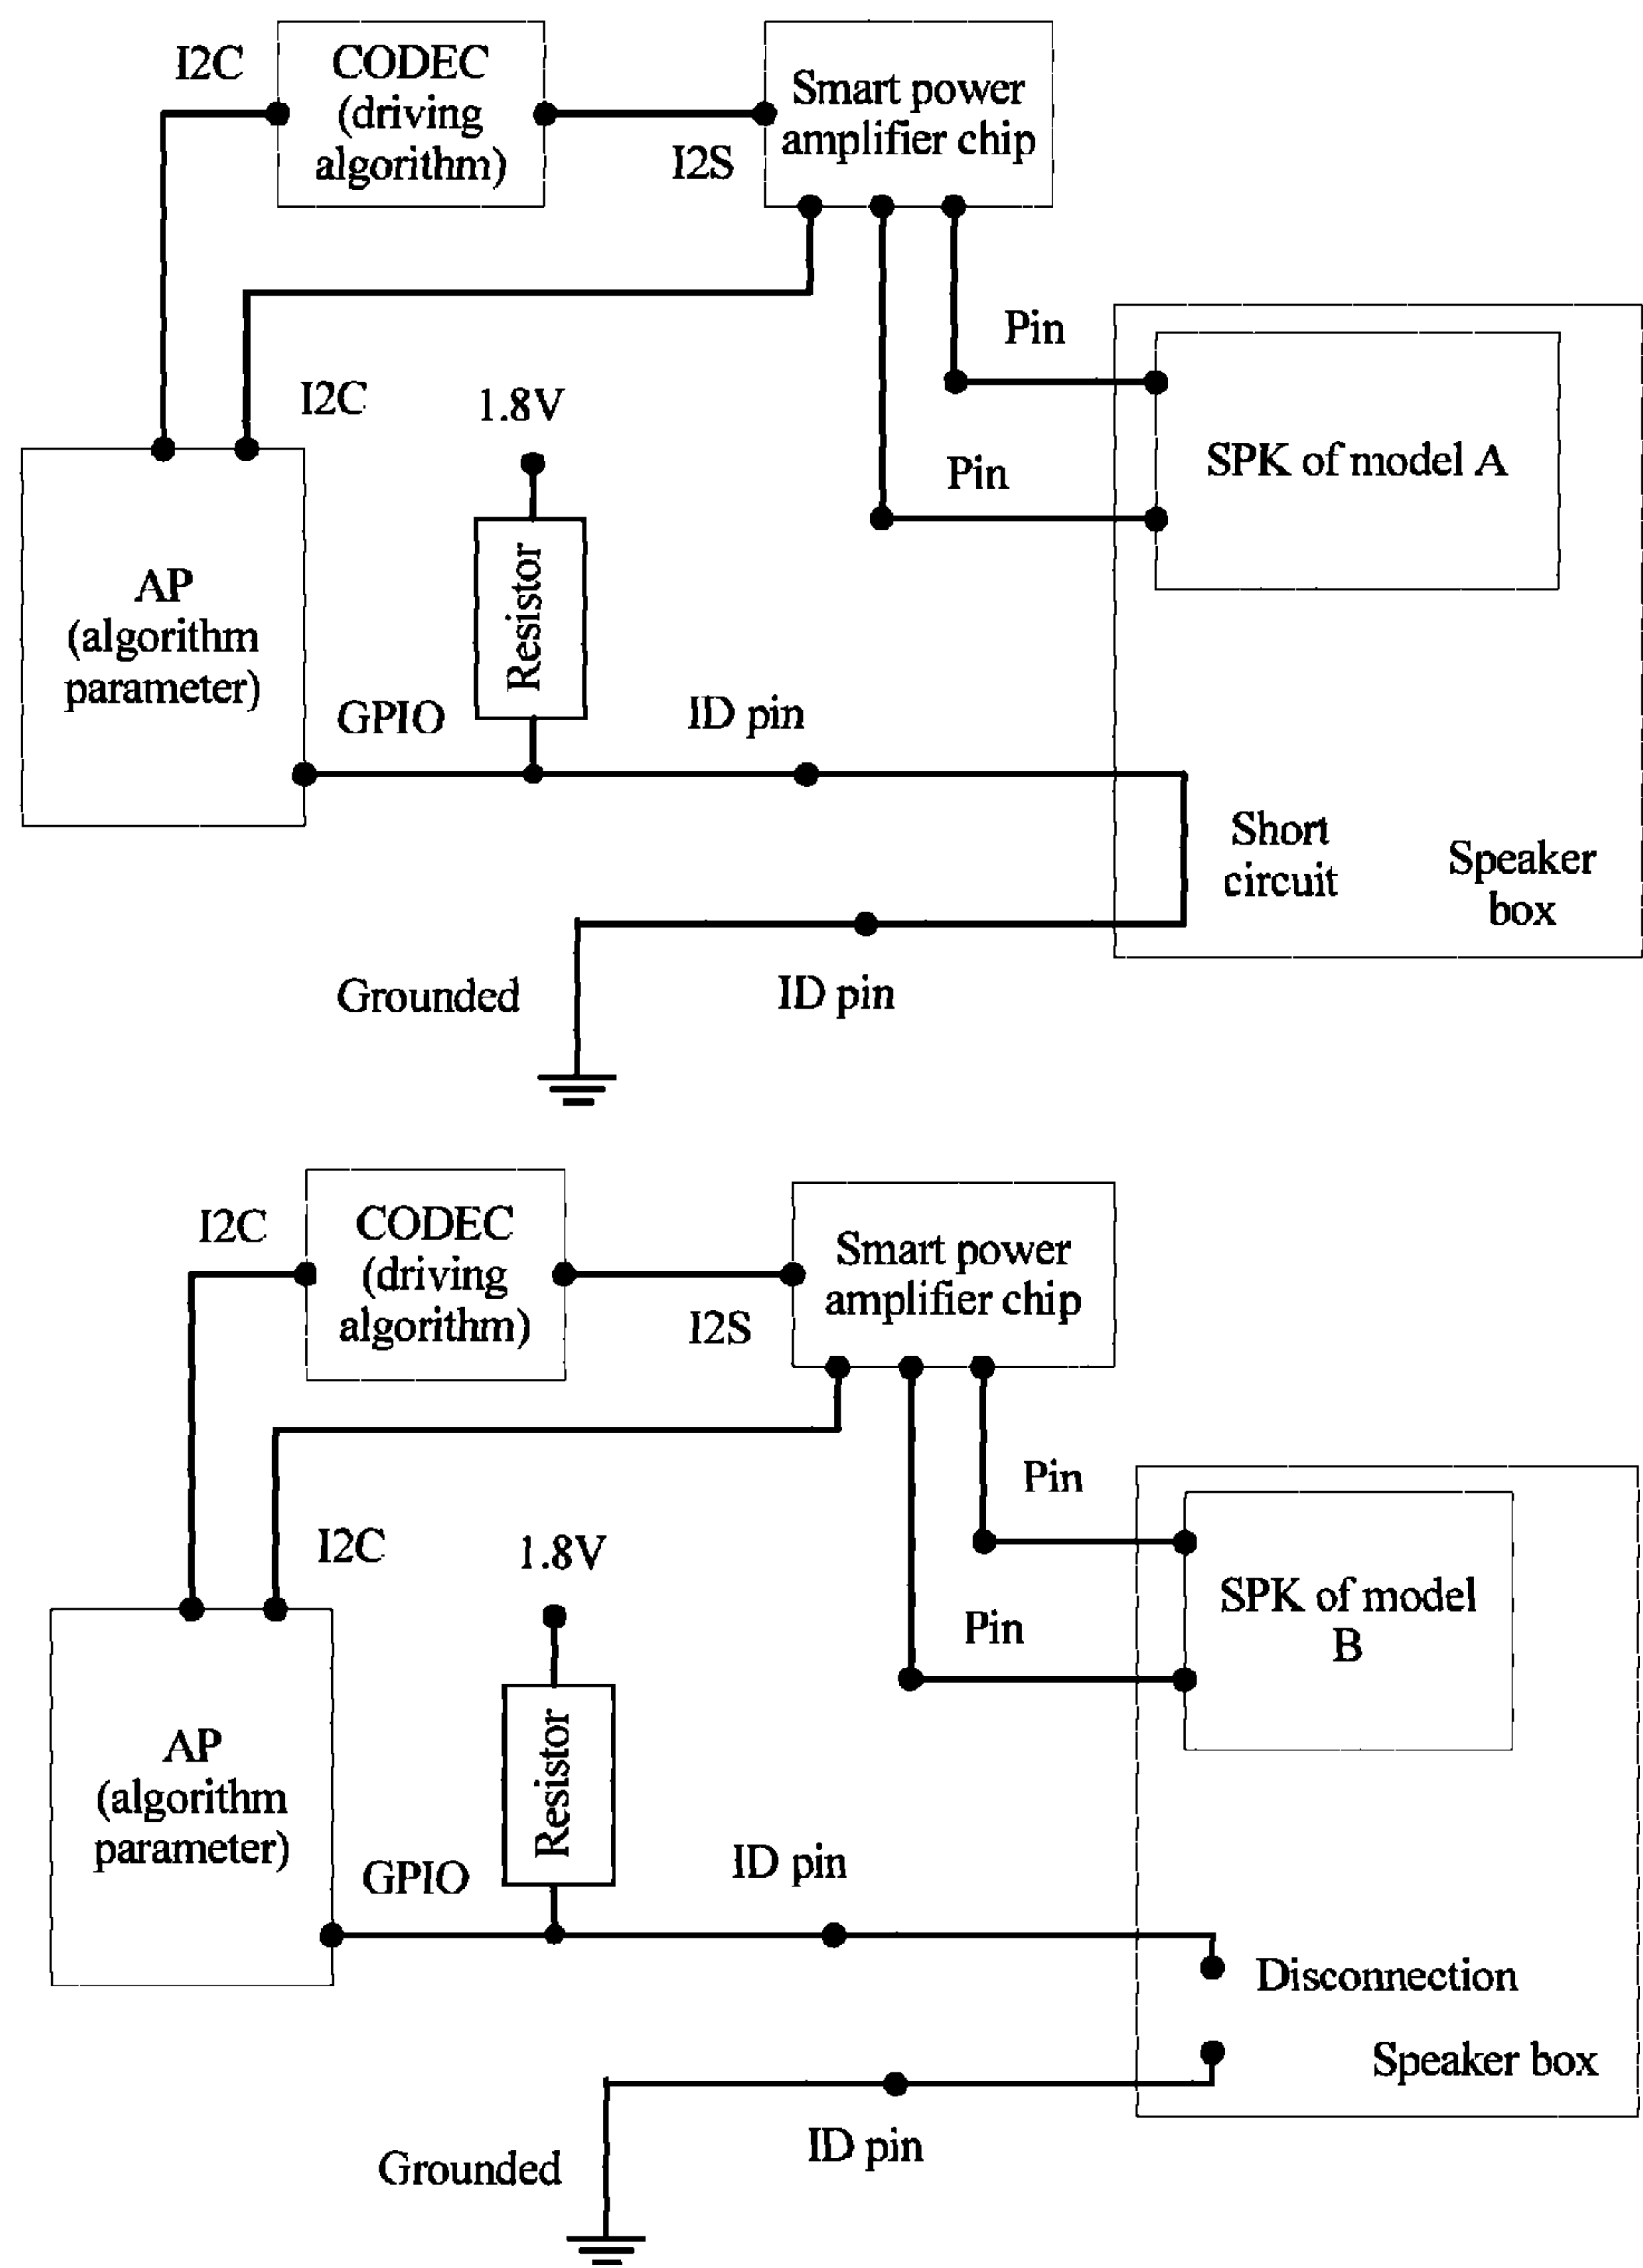 I2C
CODEC
(driving
algorithm)
I2S
Smart power
amplifier chip
Pin
I2C
1.8V
Pin
SPK of model A
AP
(algorithm
parameter)
Resistor
GPIO
ID pin
Short
circuit
Speaker
box
Grounded
ID pin
I2C
CODEC
(driving
algorithm)
I2S
Smart power
amplifier chip
Pin
I2C
1.8V
Pin
SPK of model
B
AP
(algorithm
parameter)
Resistor
GPIO
ID pin
Disconnection
Speaker box
ID pin
Grounded